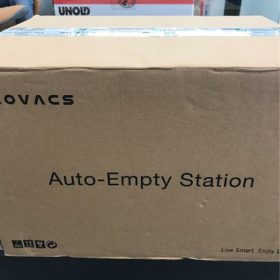 UNOLD
OVACS
Auto-Empty Station
Live Smart. Enjoy L